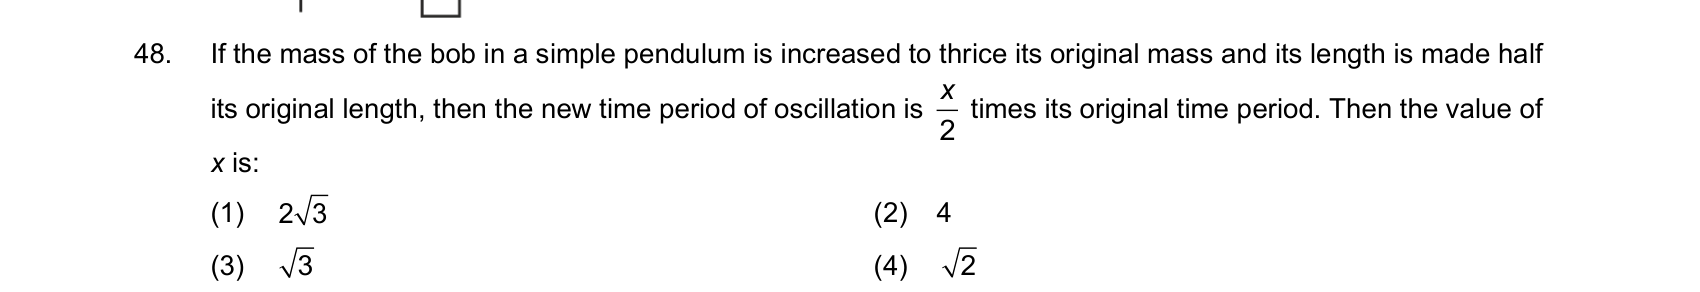 48. If the mass of the bob in a simple pendulum is increased to thrice its original mass and its length is made half
its original length, then the new time period of oscillation is x/2 times its original time period. Then the value of
x is:
(1) 2√3 (2) 4
(3) √3 (4) √2